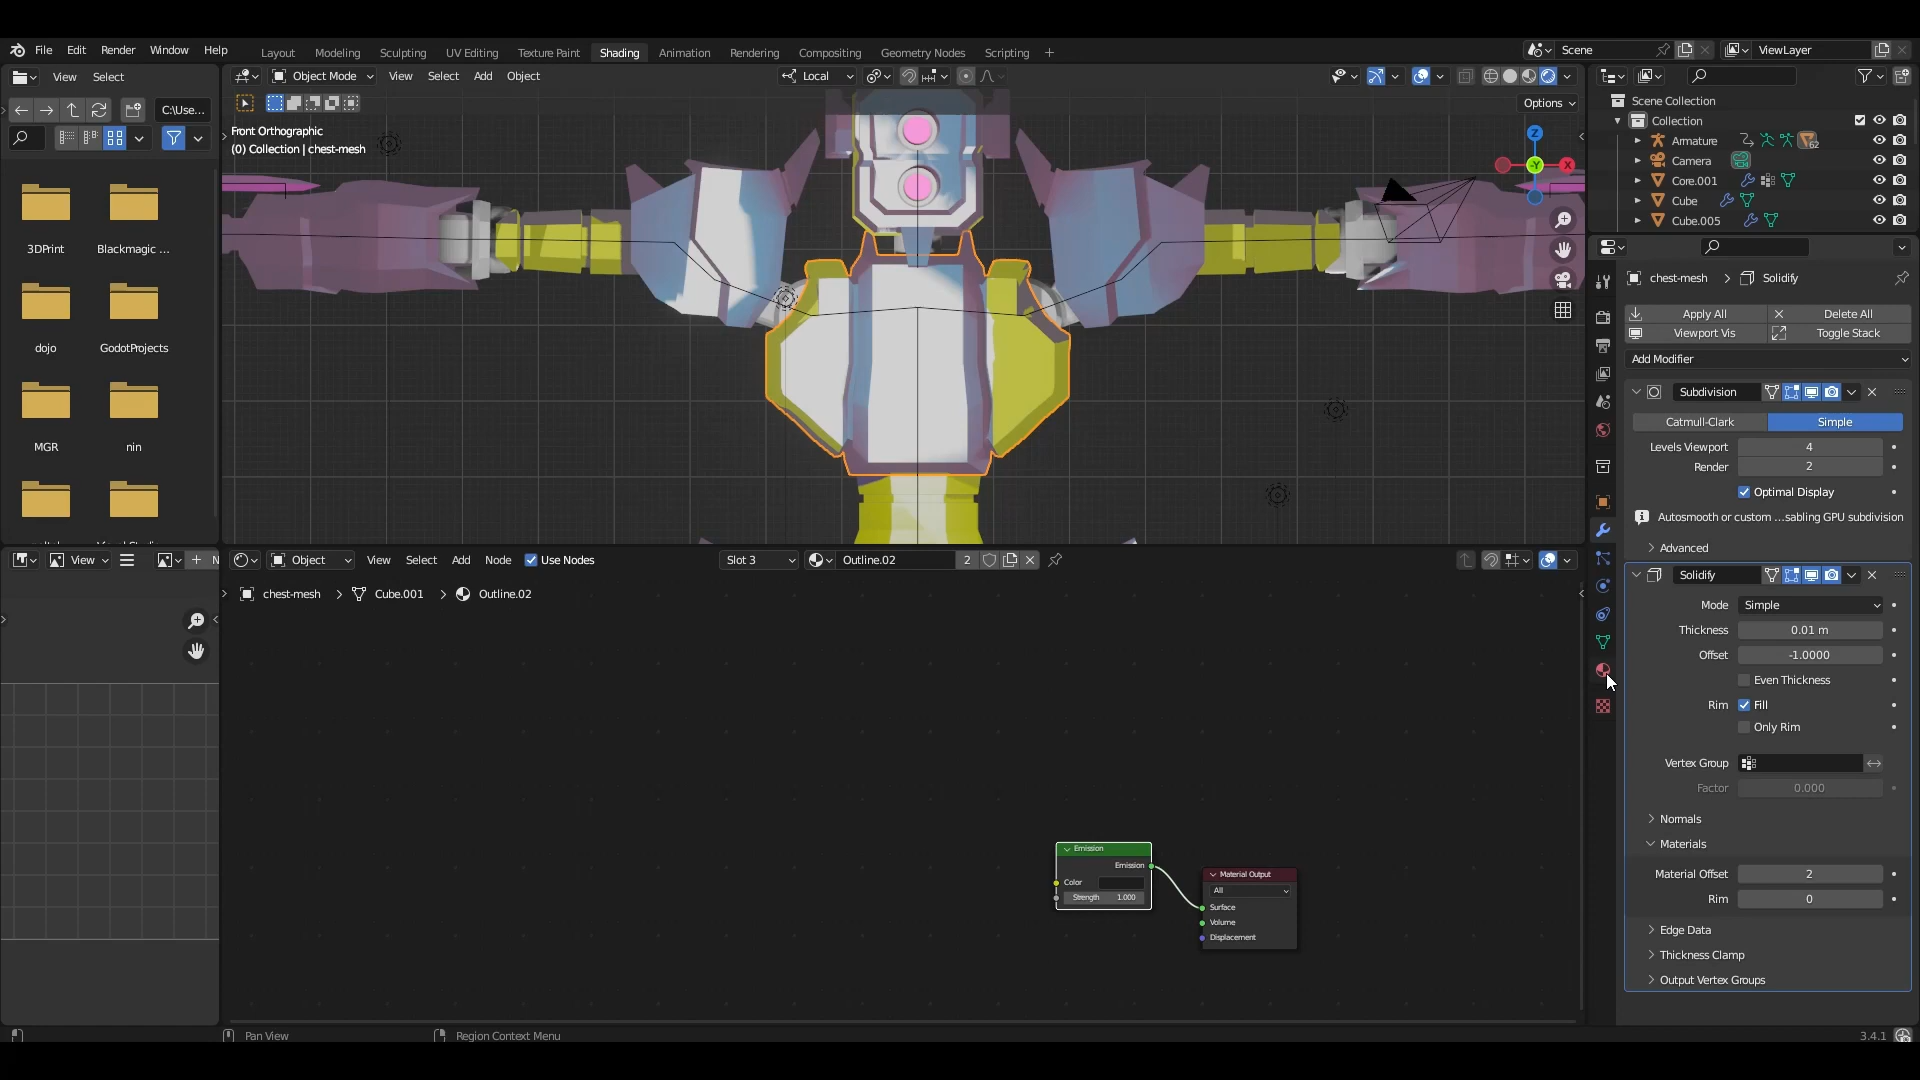 File Edit Render Window Help
Layout Modeling Sculpting UV Editing Texture Paint Shading Animation Rendering Compositing Geometry Nodes Scripting +
Scene
ViewLayer
View Select
Object Mode View Select Add Object
Local
C:\Use...
Options
Front Orthographic
(0) Collection | chest-mesh
Z
-Y
X
3DPrint
Blackmagic ...
dojo
GodotProjects
MGR
nin
Scene Collection
Collection
Armature
62
Camera
Core.001
Cube
Cube.005
chest-mesh > Solidify
Apply All
Delete All
Viewport Vis
Toggle Stack
Add Modifier
Subdivision
Catmull-Clark
Simple
Levels Viewport 4
Render 2
Optimal Display
Autosmooth or custom ...sabling GPU subdivision
Advanced
Solidify
Mode Simple
Thickness 0.01 m
Offset -1.0000
Even Thickness
Rim Fill
Only Rim
Vertex Group
Factor 0.000
Normals
Materials
Material Offset 2
Rim 0
Edge Data
Thickness Clamp
Output Vertex Groups
View
+ N
Object View Select Add Node Use Nodes
Slot 3
Outline.02 2
chest-mesh > Cube.001 > Outline.02
Emission
Emission
Color
Strength 1.000
Material Output
All
Surface
Volume
Displacement
Pan View
Region Context Menu
3.4.1